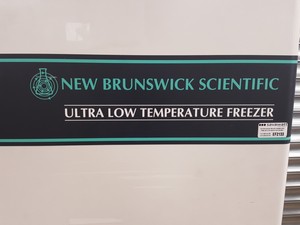 NEW BRUNSWICK SCIENTIFIC
ULTRA LOW TEMPERATURE FREEZER